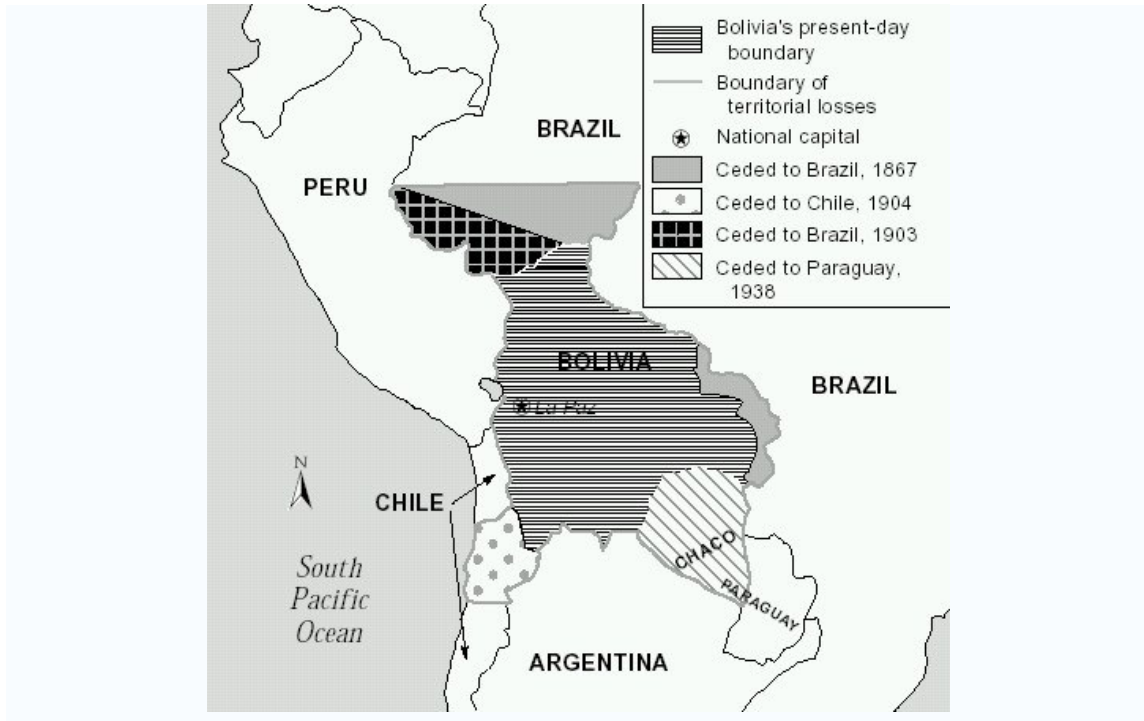 Bolivia's present-day
boundary
Boundary of
territorial losses
National capital
Ceded to Brazil, 1867
Ceded to Chile, 1904
Ceded to Brazil, 1903
Ceded to Paraguay,
1938
BRAZIL
PERU
BOLIVIA
BRAZIL
La Paz
N
CHILE
South
Pacific
Ocean
CHACO
PARAGUAY
ARGENTINA